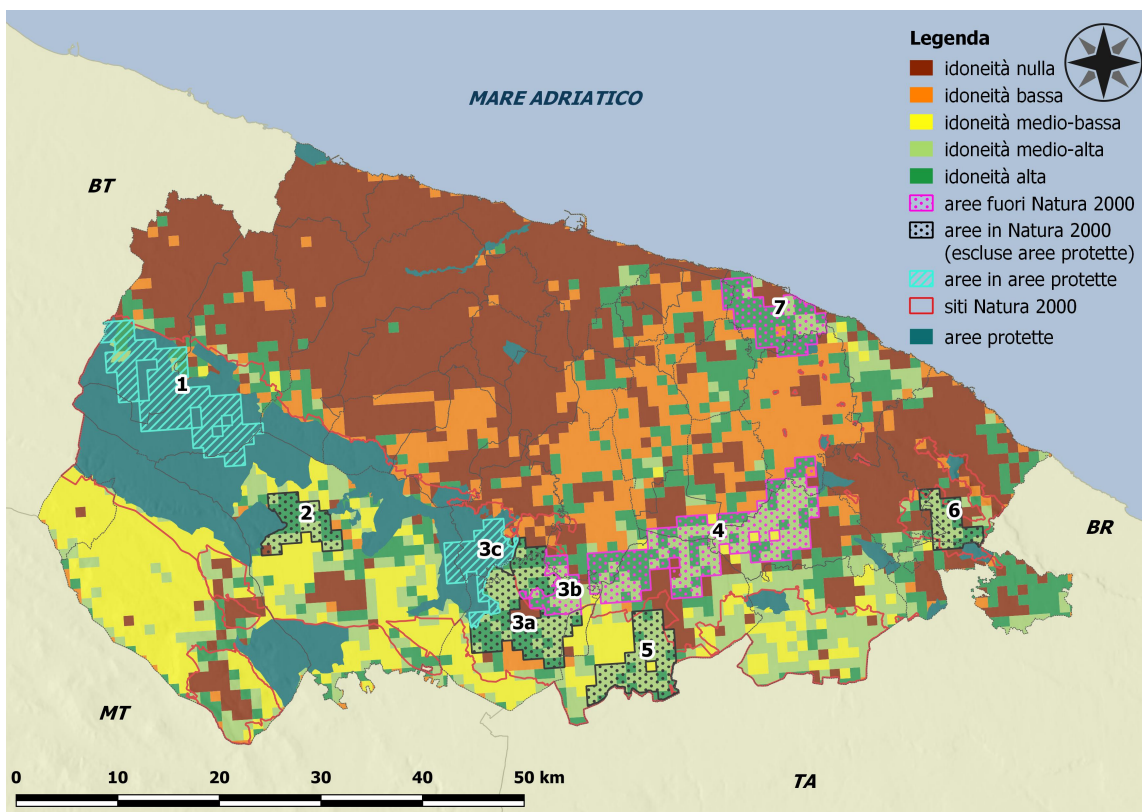 Legenda
idoneità nulla
idoneità bassa
idoneità medio-bassa
idoneità medio-alta
idoneità alta
aree fuori Natura 2000
aree in Natura 2000
(escluse aree protette)
aree in aree protette
siti Natura 2000
aree protette
MARE ADRIATICO
BT
7
1
2
6
4
3c
BR
3b
3a
5
MT
TA
0 10 20 30 40 50 km